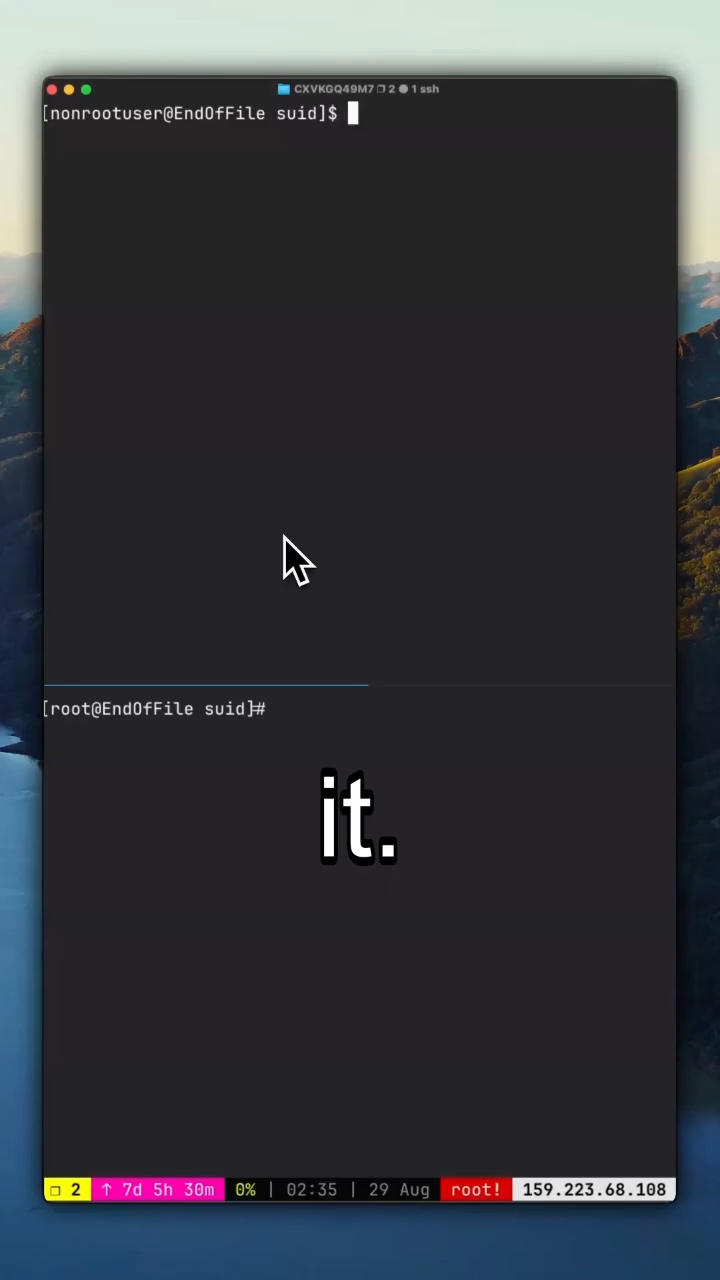 CXVKGQ49M7 ❐ 2 ● 1 ssh
[nonrootuser@EndOfFile suid]$
[root@EndOfFile suid]#
it.
❐ 2 ↑ 7d 5h 30m 0% | 02:35 | 29 Aug root! 159.223.68.108